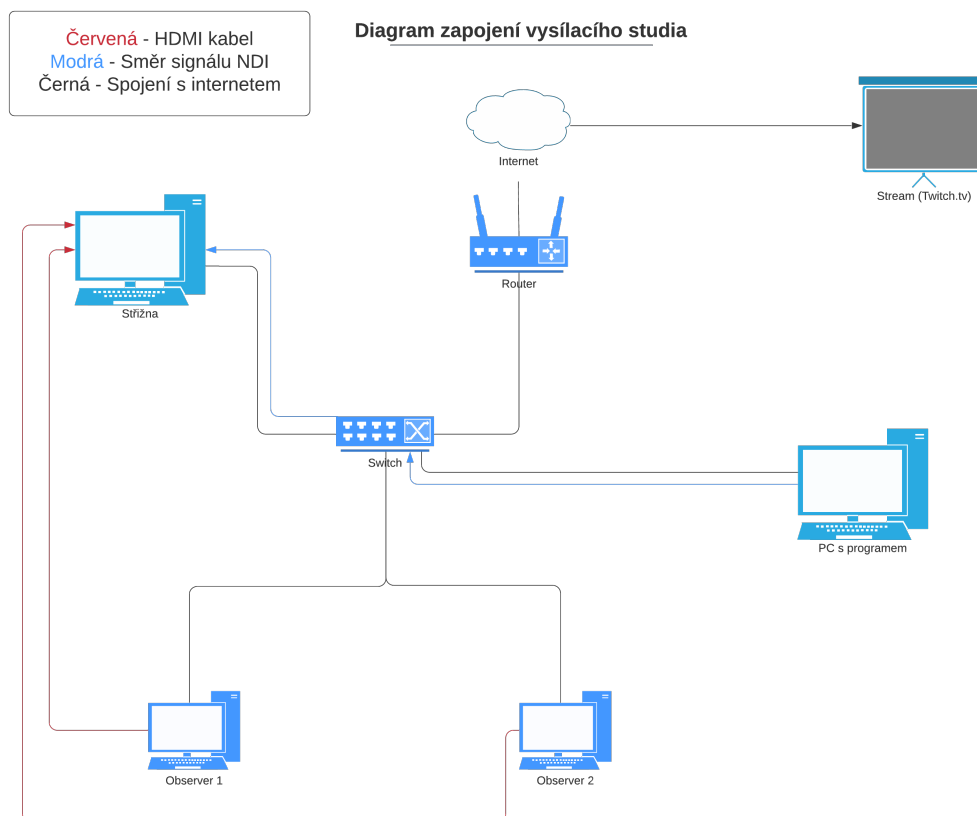 Diagram zapojení vysílacího studia
Červená - HDMI kabel
Modrá - Směr signálu NDI
Černá - Spojení s internetem
Internet
Stream (Twitch.tv)
Router
Střižna
Switch
PC s programem
Observer 1
Observer 2